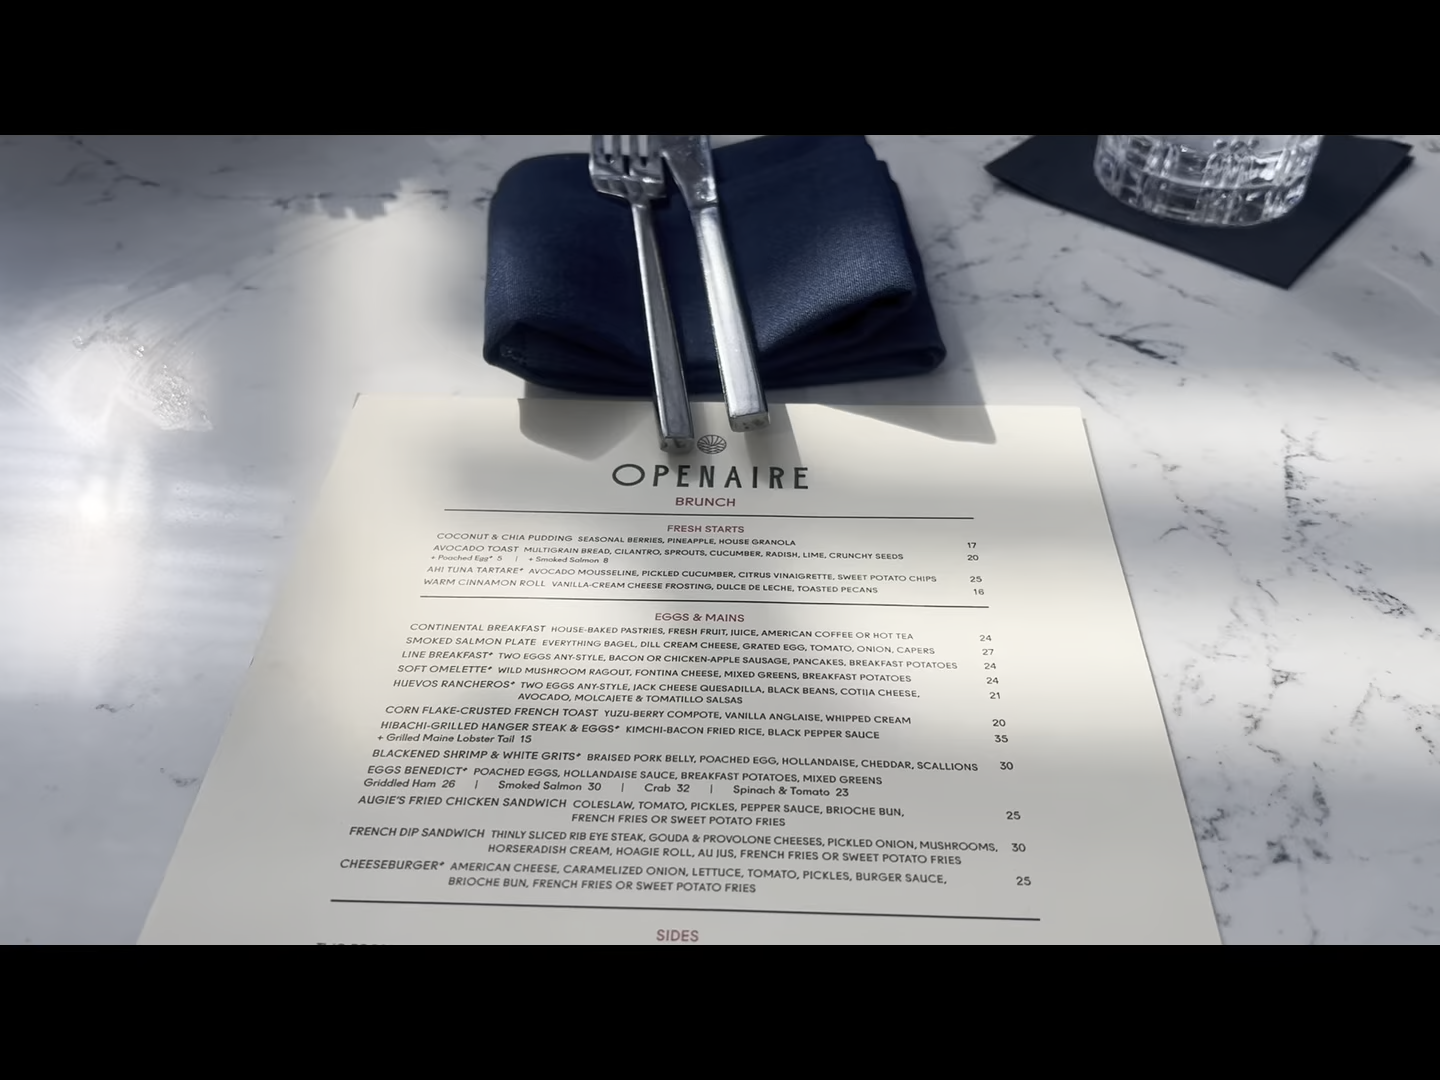 OPENAIRE
BRUNCH
FRESH STARTS
COCONUT & CHIA PUDDING SEASONAL BERRIES, PINEAPPLE, HOUSE GRANOLA 17
AVOCADO TOAST MULTIGRAIN BREAD, CILANTRO, SPROUTS, CUCUMBER, RADISH, LIME, CRUNCHY SEEDS 20
+ Poached Egg* 5 | + Smoked Salmon 8
AHI TUNA TARTARE* AVOCADO MOUSSELINE, PICKLED CUCUMBER, CITRUS VINAIGRETTE, SWEET POTATO CHIPS 25
WARM CINNAMON ROLL VANILLA-CREAM CHEESE FROSTING, DULCE DE LECHE, TOASTED PECANS 16
EGGS & MAINS
CONTINENTAL BREAKFAST HOUSE-BAKED PASTRIES, FRESH FRUIT, JUICE, AMERICAN COFFEE OR HOT TEA 24
SMOKED SALMON PLATE EVERYTHING BAGEL, DILL CREAM CHEESE, GRATED EGG, TOMATO, ONION, CAPERS 27
LINE BREAKFAST* TWO EGGS ANY-STYLE, BACON OR CHICKEN-APPLE SAUSAGE, PANCAKES, BREAKFAST POTATOES 24
SOFT OMELETTE* WILD MUSHROOM RAGOUT, FONTINA CHEESE, MIXED GREENS, BREAKFAST POTATOES 24
HUEVOS RANCHEROS* TWO EGGS ANY-STYLE, JACK CHEESE QUESADILLA, BLACK BEANS, COTIJA CHEESE, 21
AVOCADO, MOLCAJETE & TOMATILLO SALSAS
CORN FLAKE-CRUSTED FRENCH TOAST YUZU-BERRY COMPOTE, VANILLA ANGLAISE, WHIPPED CREAM 20
HIBACHI-GRILLED HANGER STEAK & EGGS* KIMCHI-BACON FRIED RICE, BLACK PEPPER SAUCE 35
+ Grilled Maine Lobster Tail 15
BLACKENED SHRIMP & WHITE GRITS* BRAISED PORK BELLY, POACHED EGG, HOLLANDAISE, CHEDDAR, SCALLIONS 30
EGGS BENEDICT* POACHED EGGS, HOLLANDAISE SAUCE, BREAKFAST POTATOES, MIXED GREENS
Griddled Ham 26 | Smoked Salmon 30 | Crab 32 | Spinach & Tomato 23
AUGIE'S FRIED CHICKEN SANDWICH COLESLAW, TOMATO, PICKLES, PEPPER SAUCE, BRIOCHE BUN, 25
FRENCH FRIES OR SWEET POTATO FRIES
FRENCH DIP SANDWICH THINLY SLICED RIB EYE STEAK, GOUDA & PROVOLONE CHEESES, PICKLED ONION, MUSHROOMS, 30
HORSERADISH CREAM, HOAGIE ROLL, AU JUS, FRENCH FRIES OR SWEET POTATO FRIES
CHEESEBURGER* AMERICAN CHEESE, CARAMELIZED ONION, LETTUCE, TOMATO, PICKLES, BURGER SAUCE, 25
BRIOCHE BUN, FRENCH FRIES OR SWEET POTATO FRIES
SIDES